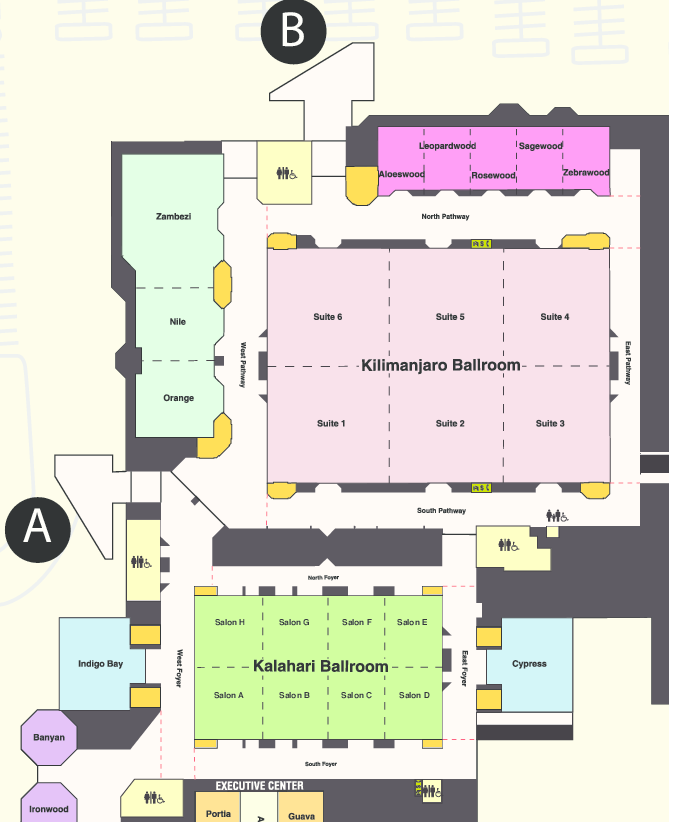 B
Leopardwood
Sagewood
Aloeswood
Rosewood
Zebrawood
Zambezi
North Pathway
ASC
Nile
Orange
West Pathway
East Pathway
Suite 6
Suite 5
Suite 4
Kilimanjaro Ballroom
Suite 1
Suite 2
Suite 3
ASC
South Pathway
A
North Foyer
Salon H
Salon G
Salon F
Salon E
Indigo Bay
West Foyer
Kalahari Ballroom
East Foyer
Cypress
Salon A
Salon B
Salon C
Salon D
Banyan
South Foyer
EXECUTIVE CENTER
Ironwood
Portia
Guava